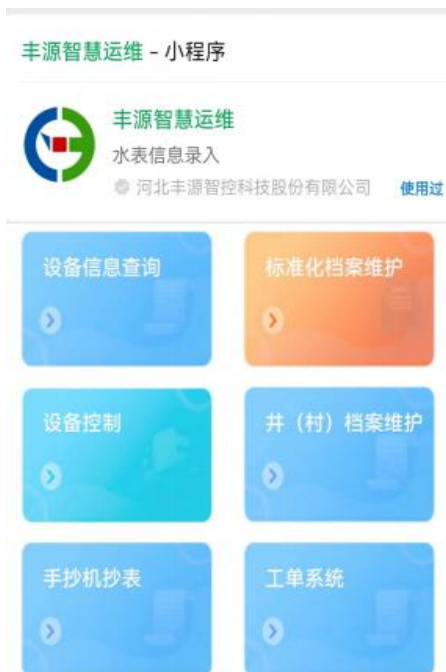 丰源智慧运维 - 小程序
丰源智慧运维
水表信息录入
河北丰源智控科技股份有限公司 使用过
设备信息查询 标准化档案维护
设备控制 井（村）档案维护
手抄机抄表 工单系统